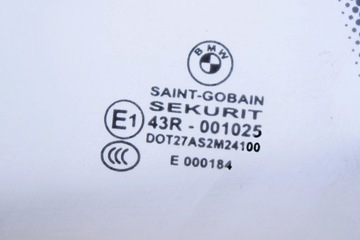 BMW
SAINT-GOBAIN
SEKURIT
E1 43R - 001025
DOT27AS2M24100
CCC
E 000184